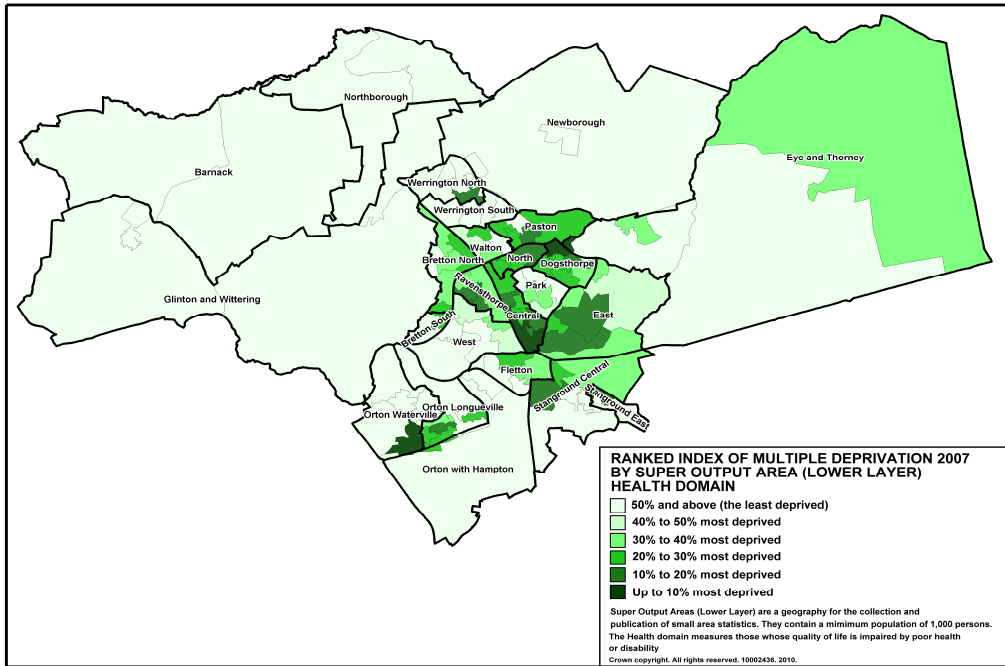 Northborough
Newborough
Eye and Thorney
Barnack
Werrington North
Werrington South
Paston
Walton
North
Bretton North
Dogsthorpe
Ravensthorpe
Park
Glinton and Wittering
Central
East
Bretton South
West
Fletton
Stanground Central
Stanground East
Orton Longueville
Orton Waterville
Orton with Hampton
RANKED INDEX OF MULTIPLE DEPRIVATION 2007
BY SUPER OUTPUT AREA (LOWER LAYER)
HEALTH DOMAIN
50% and above (the least deprived)
40% to 50% most deprived
30% to 40% most deprived
20% to 30% most deprived
10% to 20% most deprived
Up to 10% most deprived
Super Output Areas (Lower Layer) are a geography for the collection and
publication of small area statistics. They contain a mimimum population of 1,000 persons.
The Health domain measures those whose quality of life is impaired by poor health
or disability
Crown copyright. All rights reserved. 10002436. 2010.